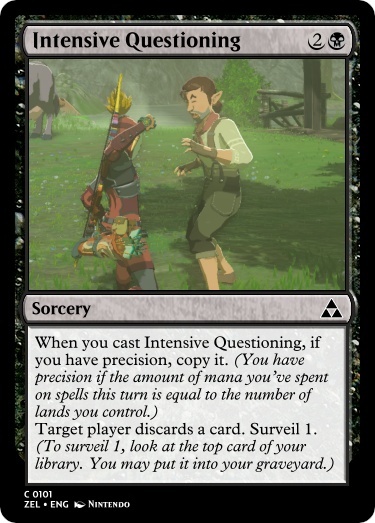 Intensive Questioning 2
Sorcery
When you cast Intensive Questioning, if
you have precision, copy it. (You have
precision if the amount of mana you've spent
on spells this turn is equal to the number of
lands you control.)
Target player discards a card. Surveil 1.
(To surveil 1, look at the top card of your
library. You may put it into your graveyard.)
C 0101
ZEL • ENG Nintendo